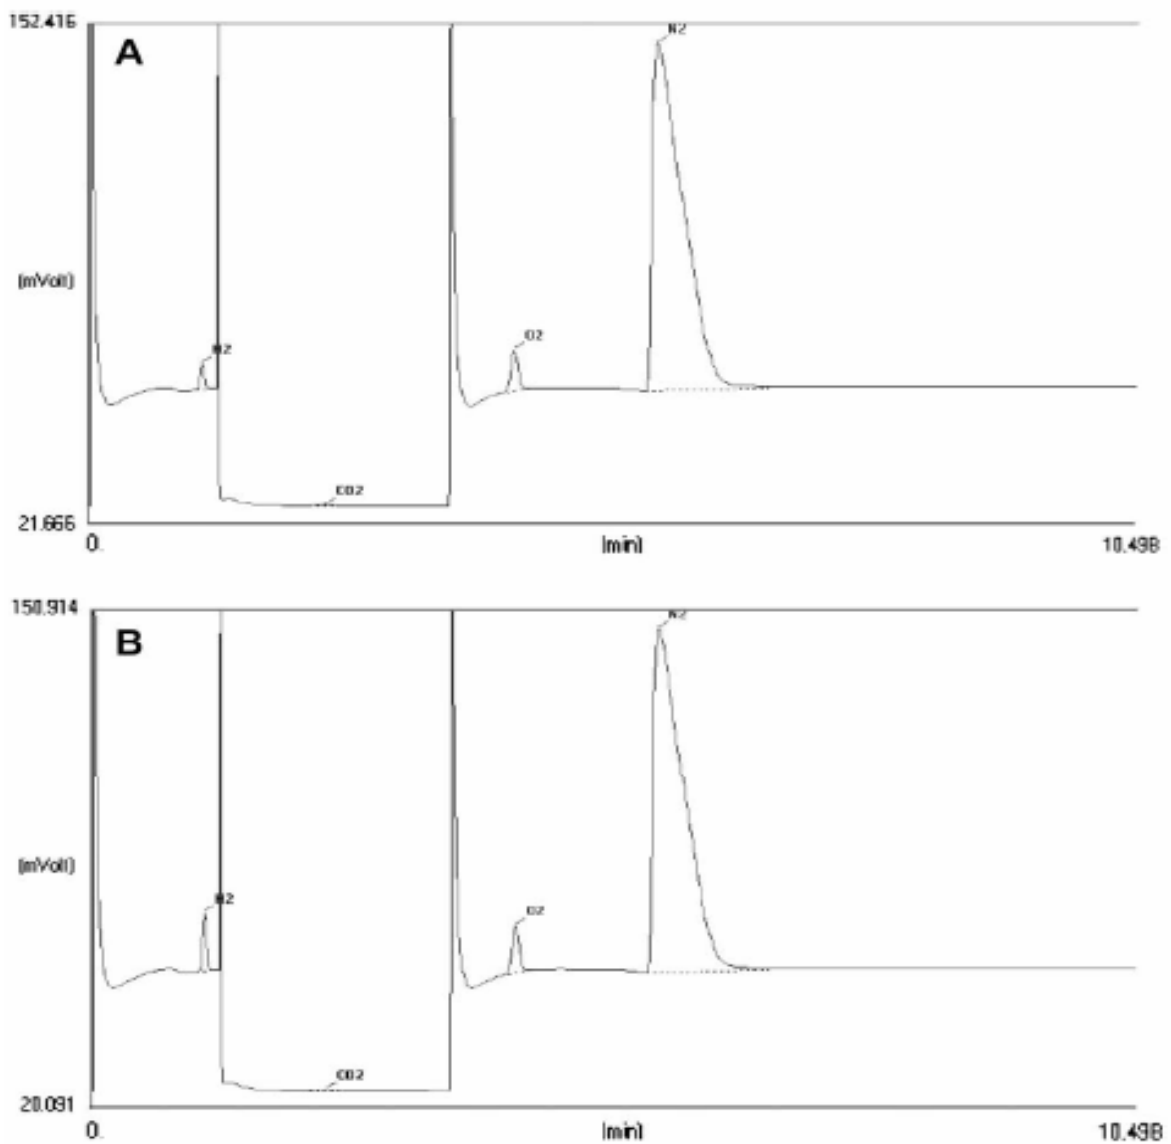 152.416
A
N2
(mVolt)
H2
O2
CO2
21.666
0.
(min)
10.498
150.914
B
N2
(mVolt)
H2
O2
CO2
20.091
0.
(min)
10.498